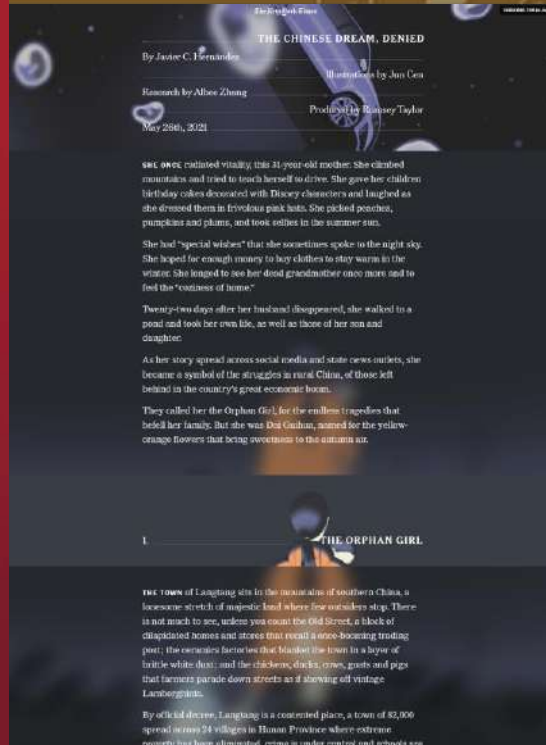 The New York Times
THE CHINESE DREAM, DENIED
By Javier C. Hernández
Illustrations by Jun Cen
Research by Albee Zhang
Produced by Rumsey Taylor
May 26th, 2021
SHE ONCE radiated vitality, this 31-year-old mother. She climbed
mountains and tried to teach herself to drive. She gave her children
birthday cakes decorated with Disney characters and laughed as
she dressed them in frivolous pink hats. She picked peaches,
pumpkins and plums, and took selfies in the summer sun.
She had “special wishes” that she sometimes spoke to the night sky.
She hoped for enough money to buy clothes to stay warm in the
winter. She longed to see her dead grandmother once more and to
feel the “coziness of home.”
Twenty-two days after her husband disappeared, she walked to a
pond and took her own life, as well as those of her son and
daughter.
As her story spread across social media and state news outlets, she
became a symbol of the struggles in rural China, of those left
behind in the country’s great economic boom.
They called her the Orphan Girl, for the endless tragedies that
befell her family. But she was Dai Guihua, named for the yellow-
orange flowers that bring sweetness to the autumn air.
I.
THE ORPHAN GIRL
THE TOWN of Langtang sits in the mountains of southern China, a
lonesome stretch of majestic land where few outsiders stop. There
is not much to see, unless you count the Old Street, a block of
dilapidated homes and stores that recall a once-booming trading
post; the ceramics factories that blanket the town in a layer of
brittle white dust; and the chickens, ducks, cows, goats and pigs
that farmers parade down streets as if showing off vintage
Lamborghinis.
By official decree, Langtang is a contented place, a town of 82,000
spread across 24 villages in Hunan Province where extreme
poverty has been eliminated, crime is under control and schools are